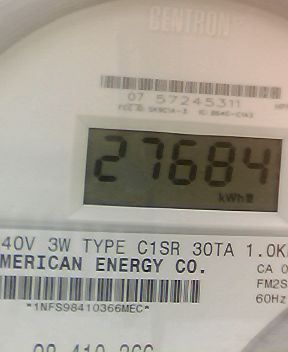 CENTRON
07 57245311
27684
kWh
40V 3W TYPE C1SR 30TA 1.0K
MERICAN ENERGY CO.
CA 0
FM2S
60Hz
*1NFS98410366MEC*